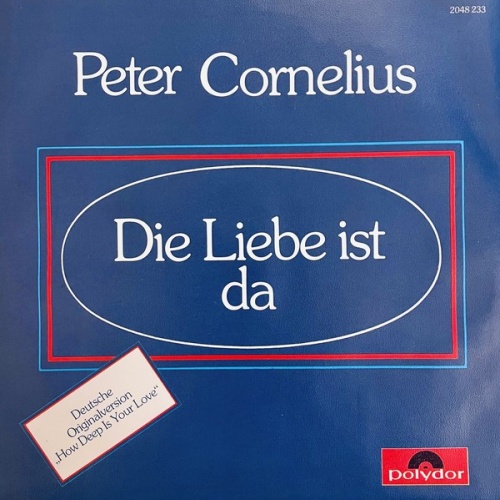 2048 233
Peter Cornelius
Die Liebe ist
da
Deutsche
Originalversion
„How Deep Is Your Love“
polydor